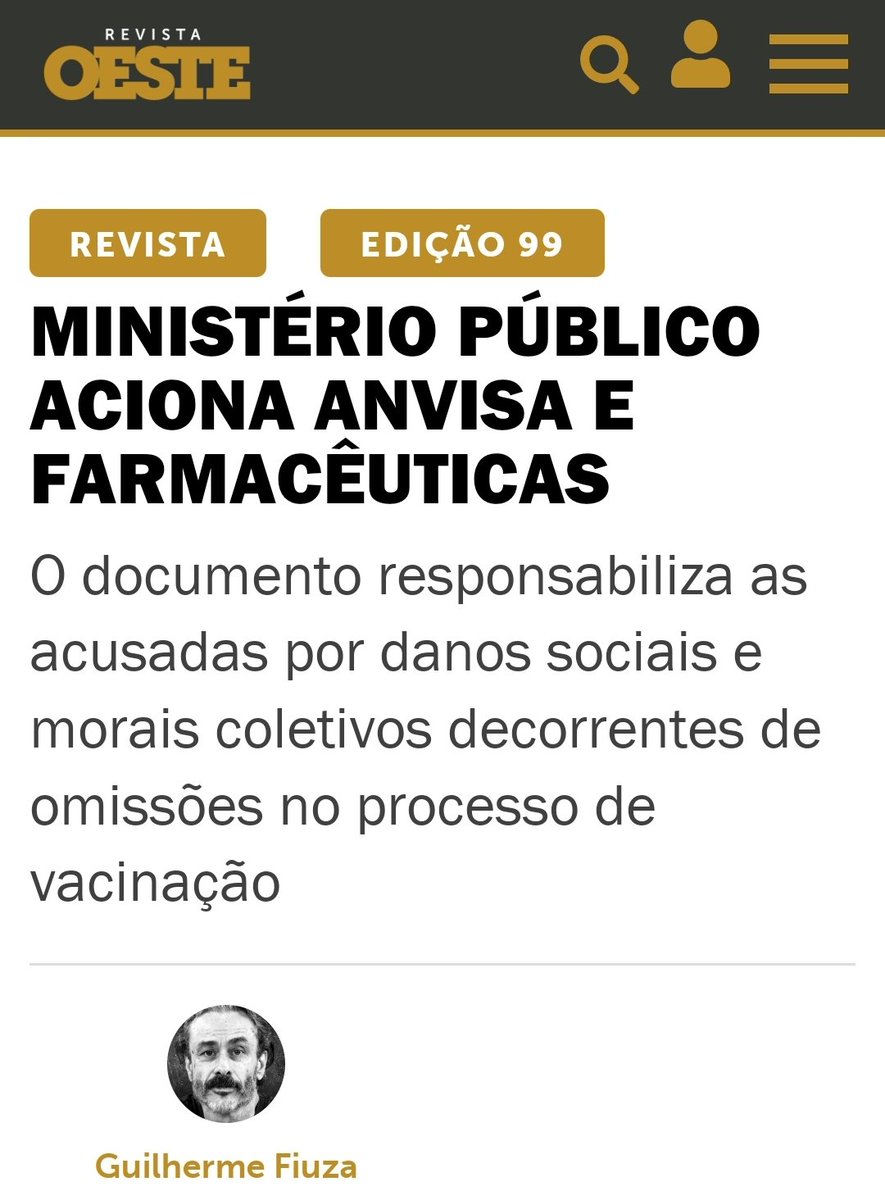 REVISTA
OESTE
REVISTA
EDIÇÃO 99
MINISTÉRIO PÚBLICO
ACIONA ANVISA E
FARMACÊUTICAS
O documento responsabiliza as
acusadas por danos sociais e
morais coletivos decorrentes de
omissões no processo de
vacinação
Guilherme Fiuza